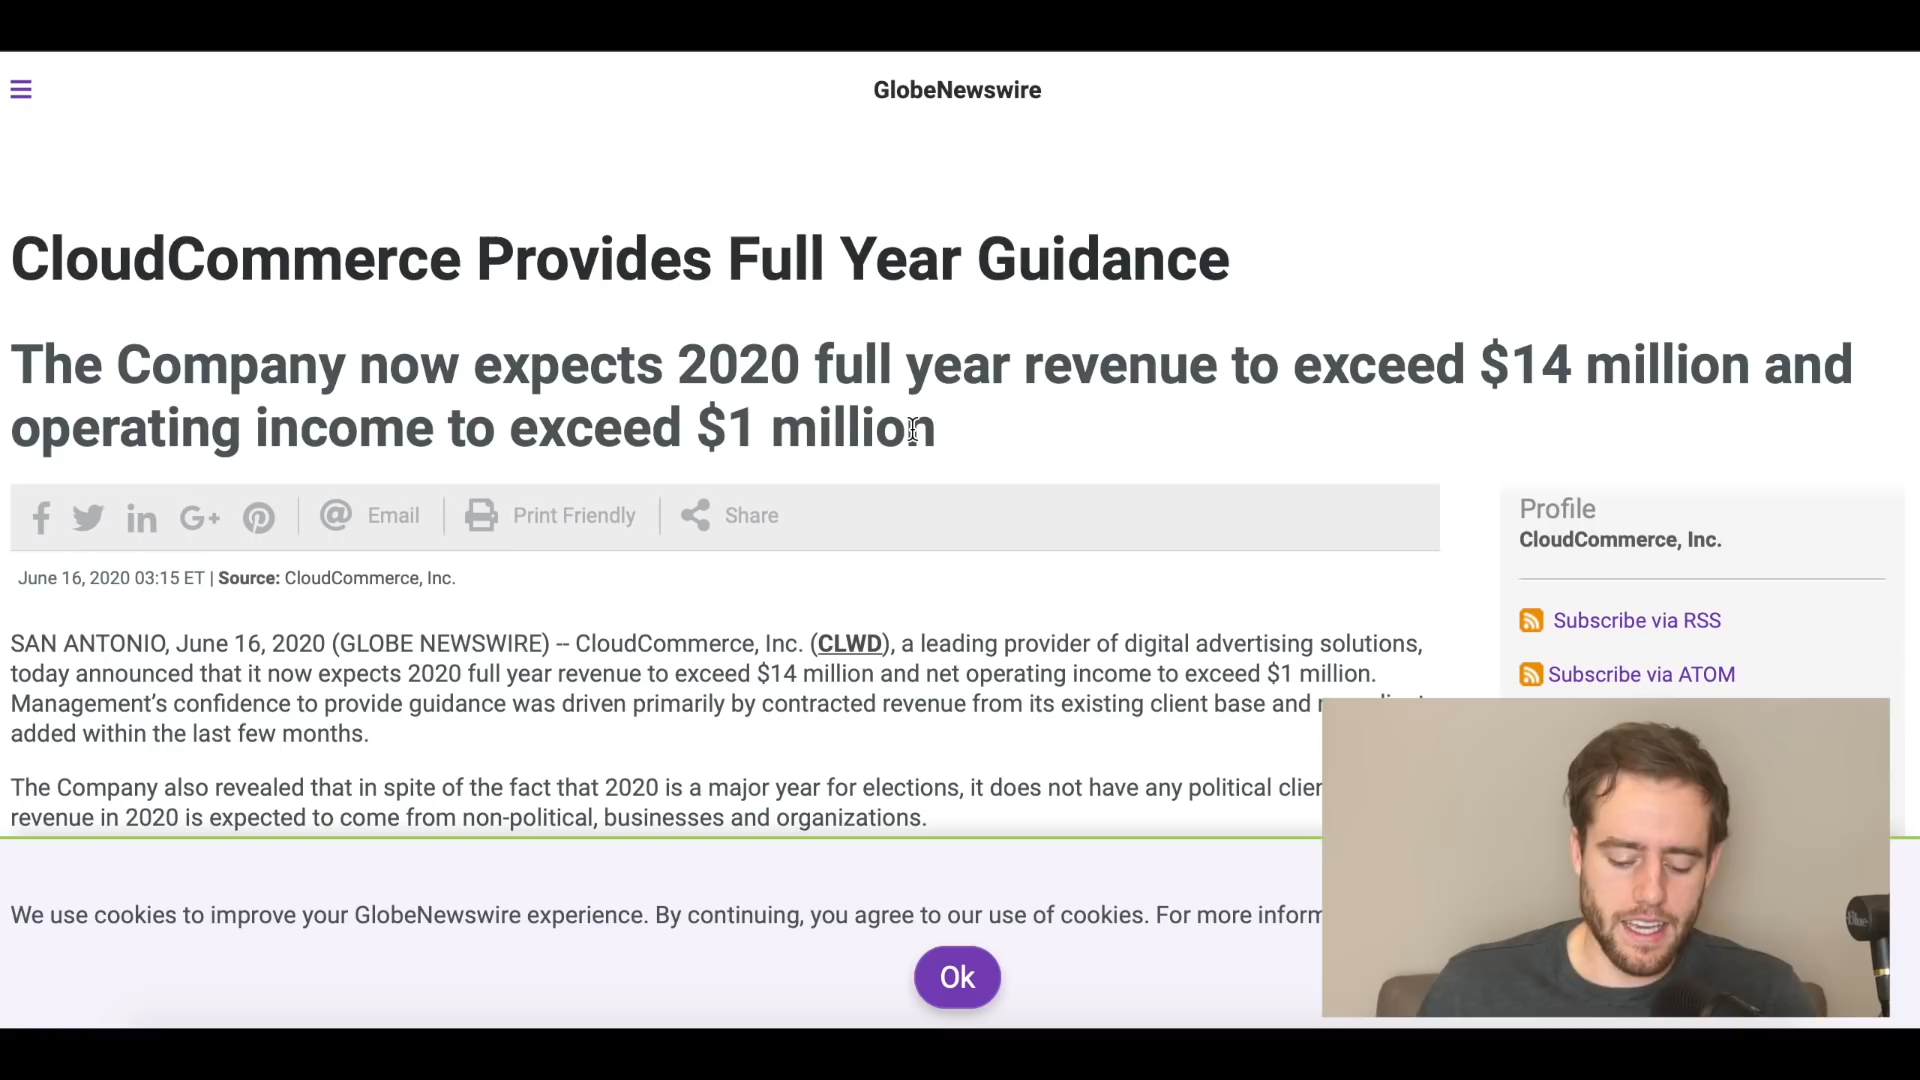 GlobeNewswire
CloudCommerce Provides Full Year Guidance
The Company now expects 2020 full year revenue to exceed $14 million and
operating income to exceed $1 million
Email
Print Friendly
Share
June 16, 2020 03:15 ET | Source: CloudCommerce, Inc.
SAN ANTONIO, June 16, 2020 (GLOBE NEWSWIRE) -- CloudCommerce, Inc. (CLWD), a leading provider of digital advertising solutions,
today announced that it now expects 2020 full year revenue to exceed $14 million and net operating income to exceed $1 million.
Management’s confidence to provide guidance was driven primarily by contracted revenue from its existing client base and
added within the last few months.
The Company also revealed that in spite of the fact that 2020 is a major year for elections, it does not have any political
revenue in 2020 is expected to come from non-political, businesses and organizations.
Profile
CloudCommerce, Inc.
Subscribe via RSS
Subscribe via ATOM
We use cookies to improve your GlobeNewswire experience. By continuing, you agree to our use of cookies. For more
Ok
Blue